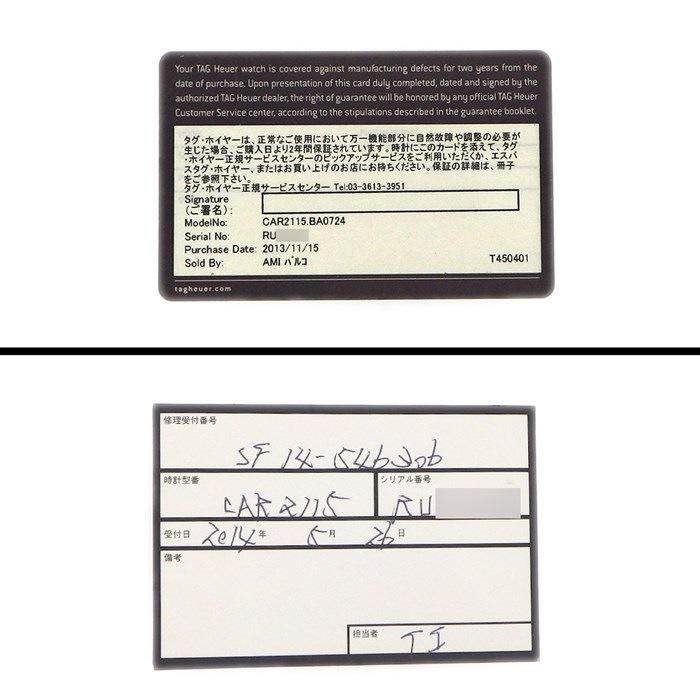 Your TAG Heuer watch is covered against manufacturing defects for two years from the
date of purchase. Upon presentation of this card duly completed, dated and signed by the
authorized TAG Heuer dealer, the right of guarantee will be honored by any official TAG Heuer
Customer Service center, according to the stipulations described in the guarantee booklet.
タグ・ホイヤーは、正常なご使用において万一機能部分に自然故障や調整の必要が
生じた場合、ご購入日より2年間保証されています。時計にこのカードを添えて、タグ
・ホイヤー正規サービスセンターのピックアップサービスをご利用いただくか、エスパス
タグ・ホイヤー、またはお買い上げのお店にお持ちください。保証の詳細は、冊子
をご参照下さい。
タグ・ホイヤー正規サービスセンター Tel:03-3613-3951
Signature
(ご署名):
ModelNo: CAR2115.BA0724
Serial No: RU
Purchase Date: 2013/11/15
Sold By: AMI パルコ T450401
tagheuer.com
修理受付番号
SF 14-
時計型番 シリアル番号
CAR2115 RU
受付日 2014年 5月 26日
備考
担当者 TI